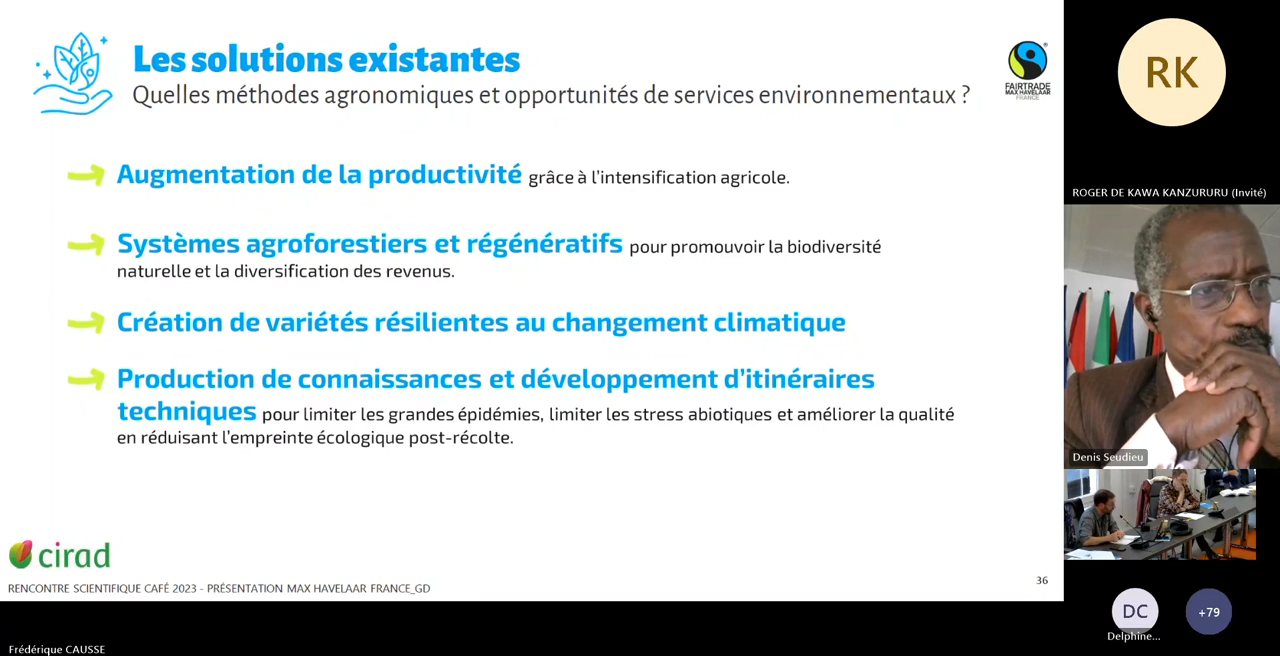 Les solutions existantes
Quelles méthodes agronomiques et opportunités de services environnementaux ?
FAIRTRADE
MAX HAVELAAR
FRANCE
Augmentation de la productivité grâce à l'intensification agricole.
Systèmes agroforestiers et régénératifs pour promouvoir la biodiversité
naturelle et la diversification des revenus.
Création de variétés résilientes au changement climatique
Production de connaissances et développement d'itinéraires
techniques pour limiter les grandes épidémies, limiter les stress abiotiques et améliorer la qualité
en réduisant l'empreinte écologique post-récolte.
cirad
RENCONTRE SCIENTIFIQUE CAFÉ 2023 - PRÉSENTATION MAX HAVELAAR FRANCE_GD
36
Frédérique CAUSSE
RK
ROGER DE KAWA KANZURURU (Invité)
Denis Seudieu
DC
Delphine...
+79